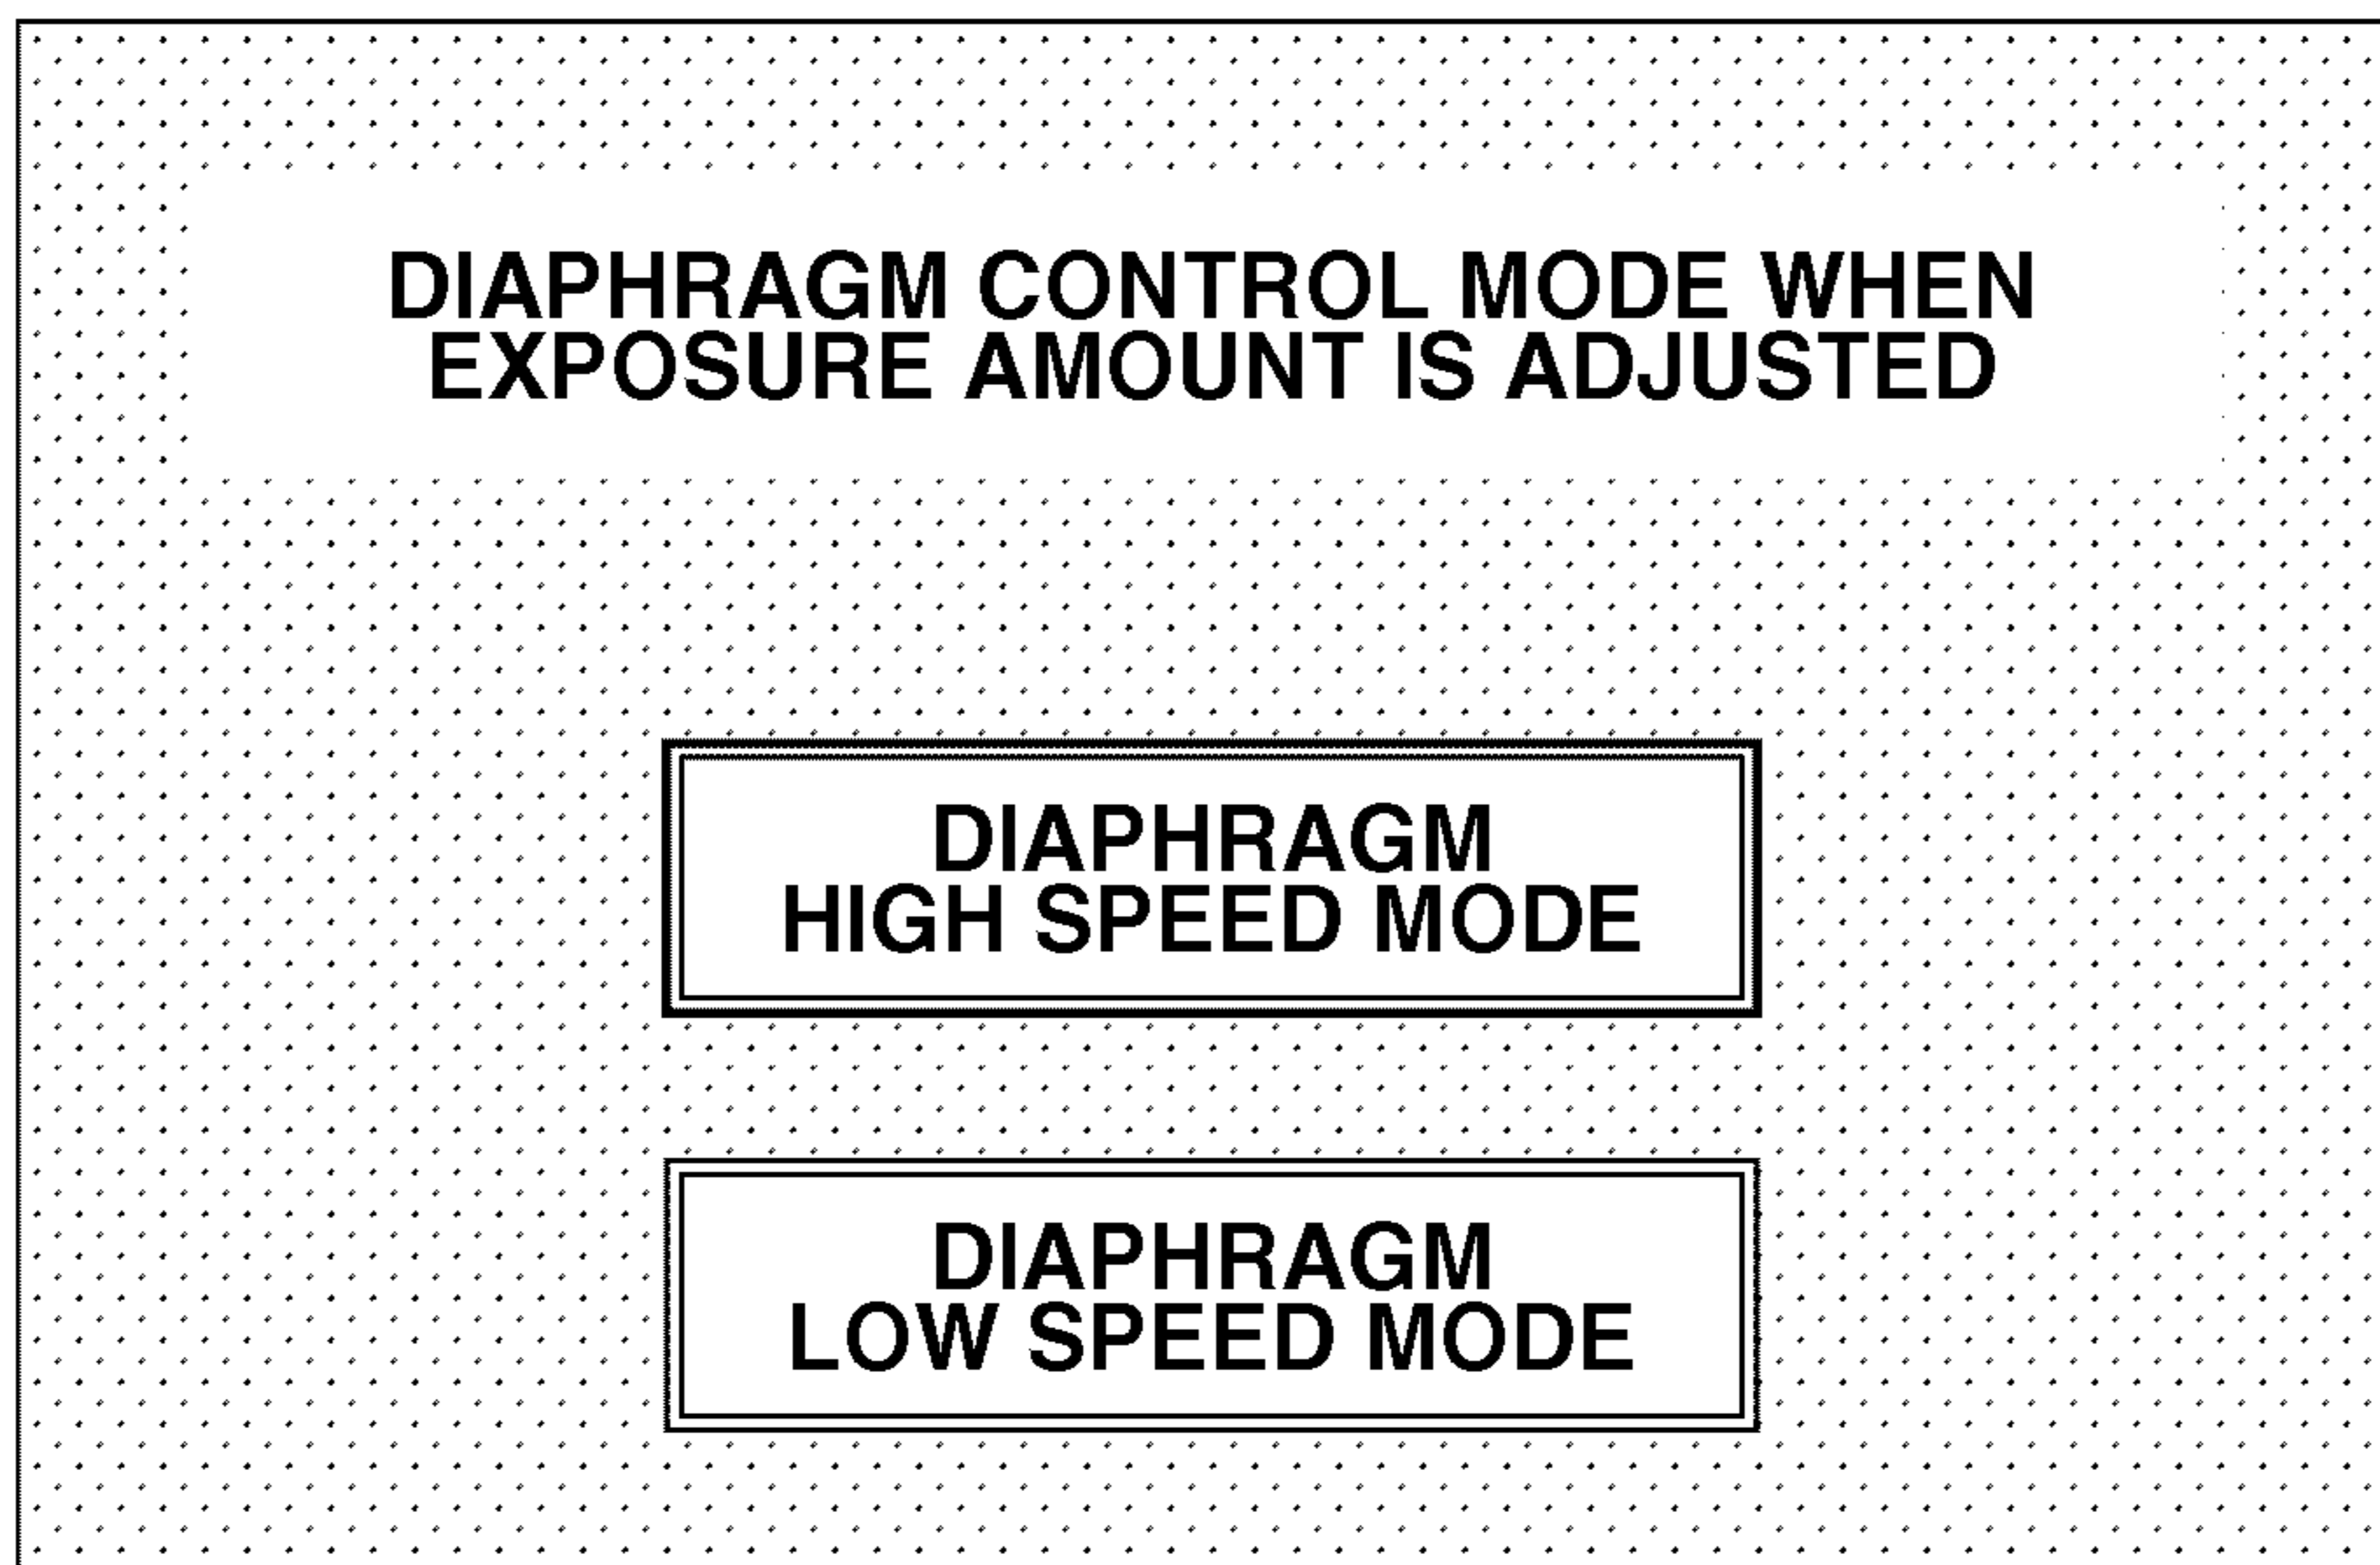 DIAPHRAGM CONTROL MODE WHEN
EXPOSURE AMOUNT IS ADJUSTED
DIAPHRAGM
HIGH SPEED MODE
DIAPHRAGM
LOW SPEED MODE